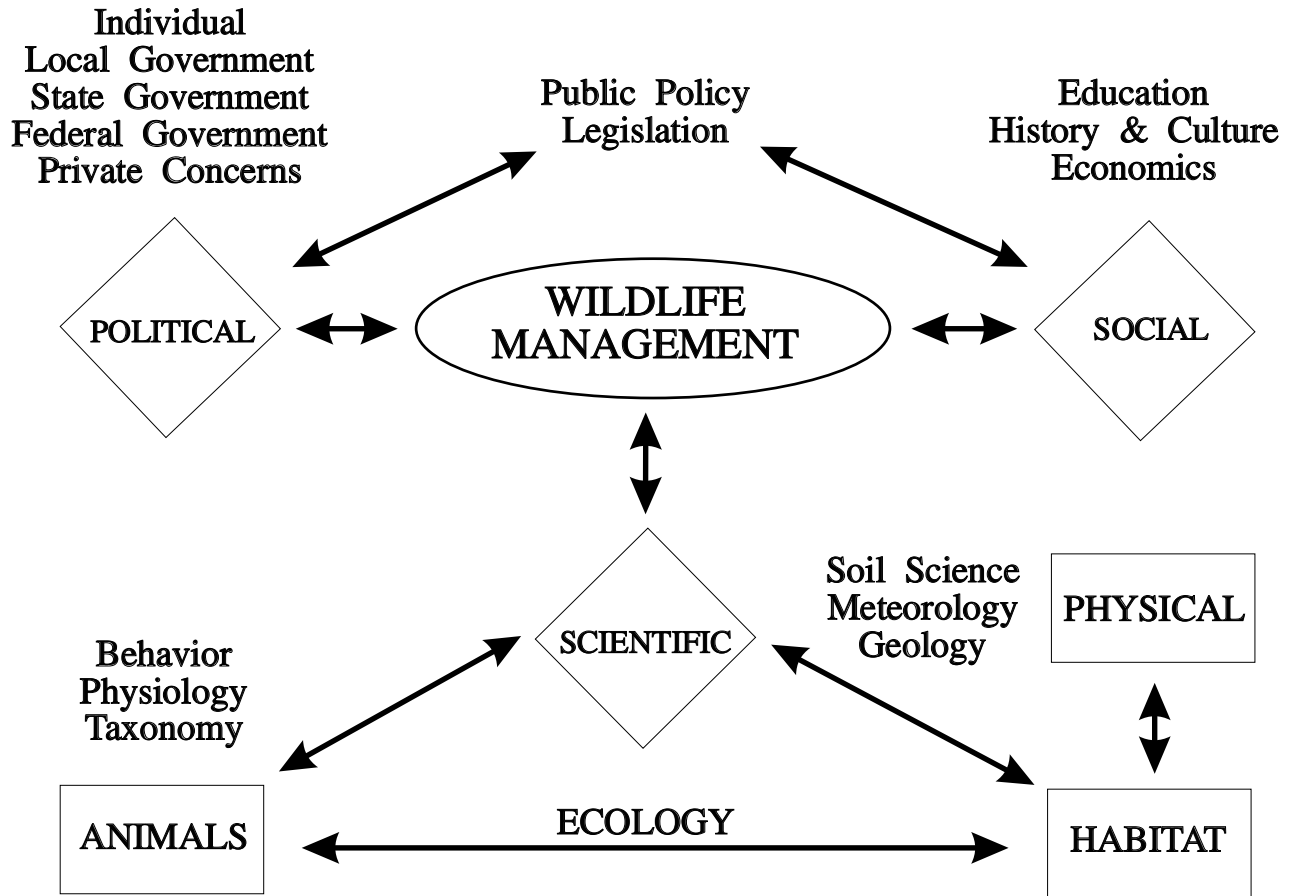 Individual
Local Government
State Government
Federal Government
Private Concerns
Public Policy
Legislation
Education
History & Culture
Economics
POLITICAL
WILDLIFE
MANAGEMENT
SOCIAL
SCIENTIFIC
Soil Science
Meteorology
Geology
PHYSICAL
Behavior
Physiology
Taxonomy
ANIMALS
ECOLOGY
HABITAT